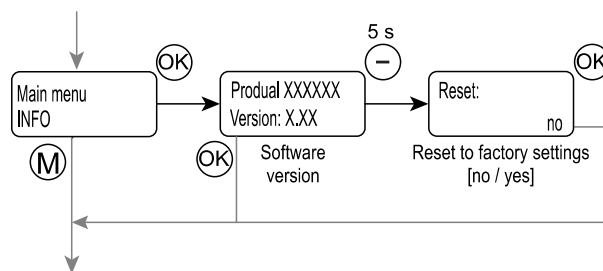 5 s
OK
−
OK
Main menu
INFO
Produal XXXXXX
Version: X.XX
Reset:
no
M
OK
Software
version
Reset to factory settings
[no / yes]